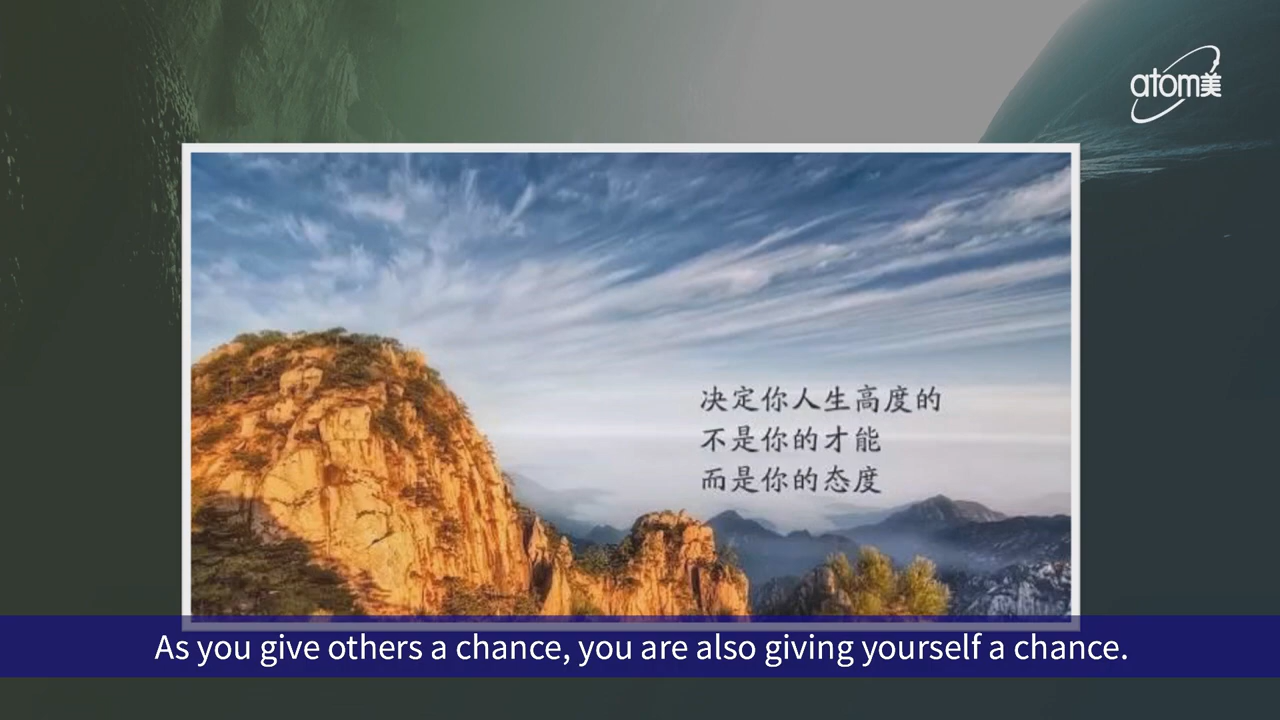 atom美
决定你人生高度的
不是你的才能
而是你的态度
As you give others a chance, you are also giving yourself a chance.